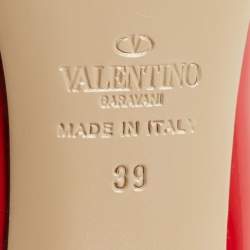 VALENTINO
GARAVANI
MADE IN ITALY
39